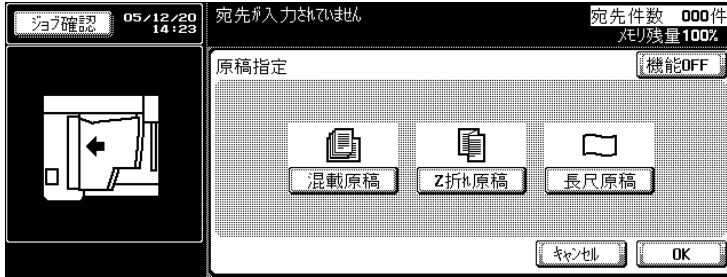 ジョブ確認
05/12/20
14:23
宛先が入力されていません
宛先件数 000件
メモリ残量100%
原稿指定
機能OFF
混載原稿
Z折れ原稿
長尺原稿
キャンセル
OK